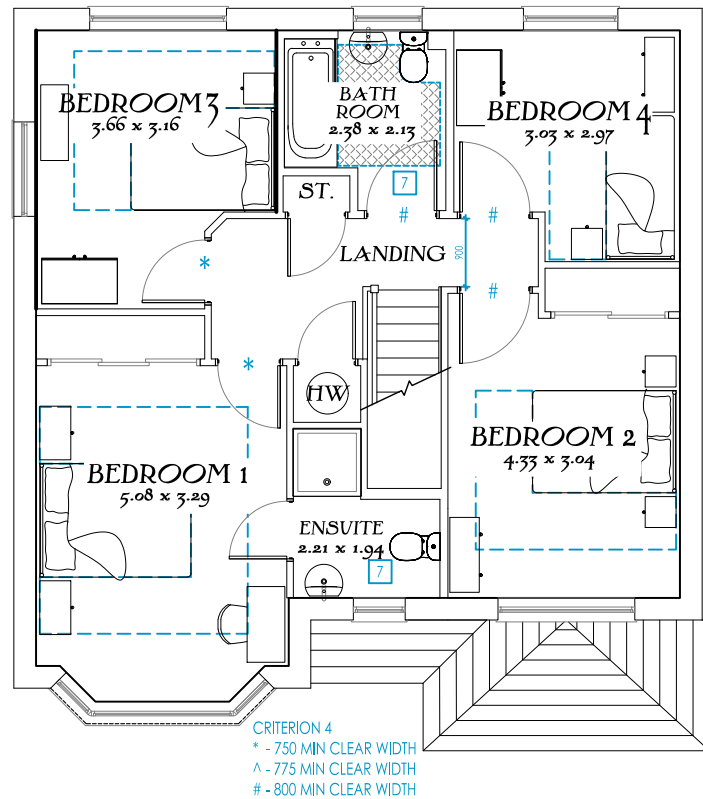 BEDROOM 3
3.66 x 3.16
BATH
ROOM
2.38 x 2.13
BEDROOM 4
3.03 x 2.97
7
ST.
#
#
*
LANDING
900
#
*
HW
BEDROOM 1
5.08 x 3.29
BEDROOM 2
4.33 x 3.04
ENSUITE
2.21 x 1.94
7
CRITERION 4
* - 750 MIN CLEAR WIDTH
^ - 775 MIN CLEAR WIDTH
# - 800 MIN CLEAR WIDTH